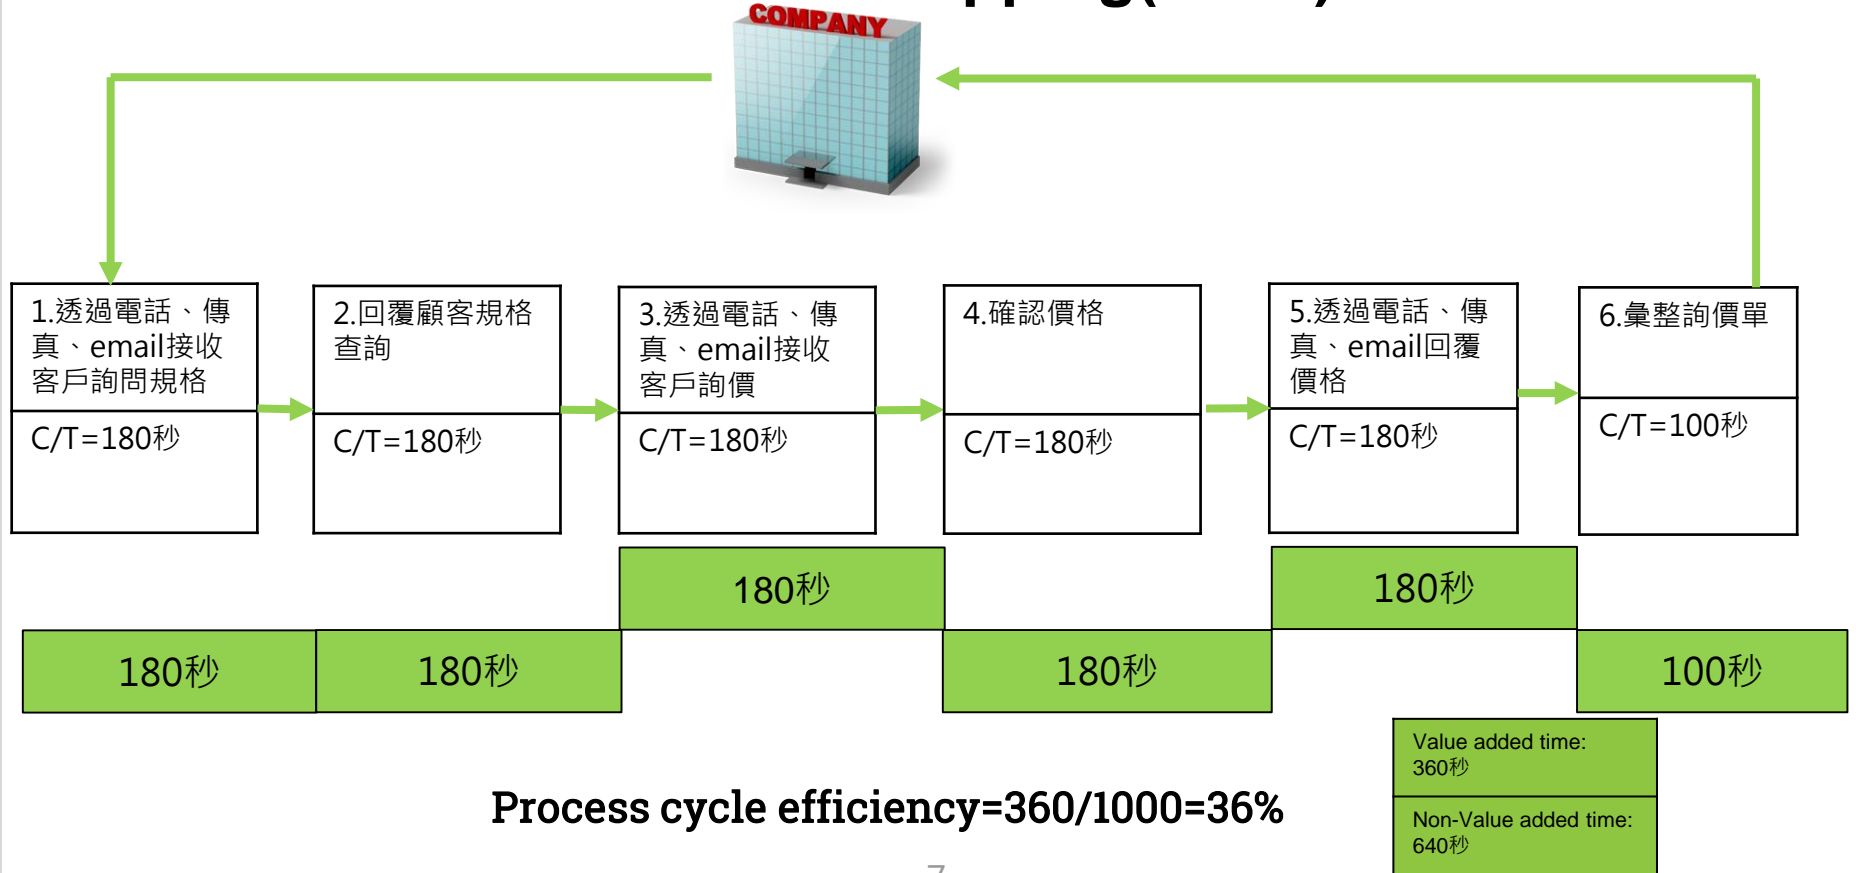 COMPANY
1.透過電話、傳
真、email接收
客戶詢問規格
C/T=180秒
2.回覆顧客規格
查詢
C/T=180秒
3.透過電話、傳
真、email接收
客戶詢價
C/T=180秒
4.確認價格
C/T=180秒
5.透過電話、傳
真、email回覆
價格
C/T=180秒
6.彙整詢價單
C/T=100秒
180秒
180秒
180秒
180秒
180秒
100秒
Value added time:
360秒
Non-Value added time:
640秒
Process cycle efficiency=360/1000=36%
7